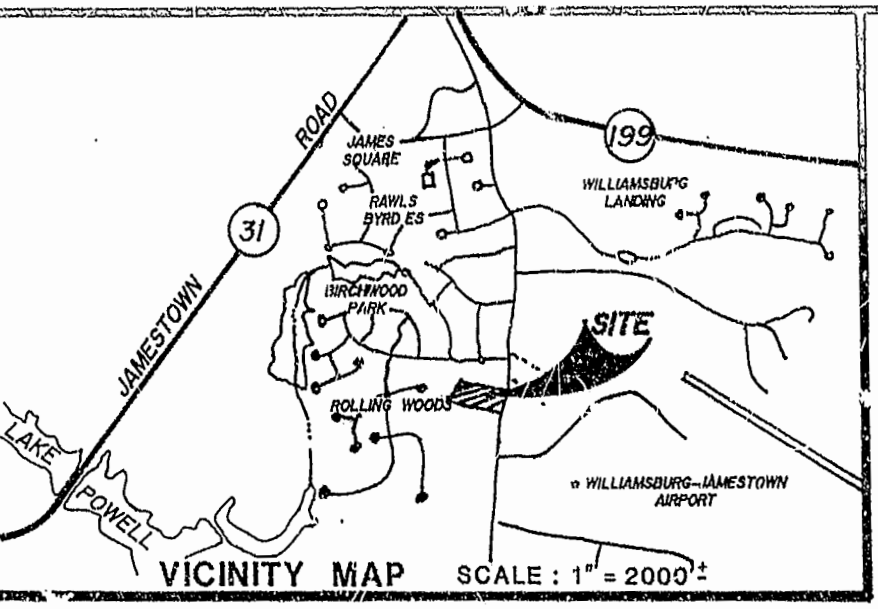 ROAD
JAMES
SQUARE
199
WILLIAMSBURG
LANDING
RAWLS
BYRD ES
31
BIRCHWOOD
PARK
JAMESTOWN
SITE
ROLLING WOODS
LAKE
POWELL
WILLIAMSBURG-JAMESTOWN
AIRPORT
VICINITY MAP SCALE : 1" = 2000'±